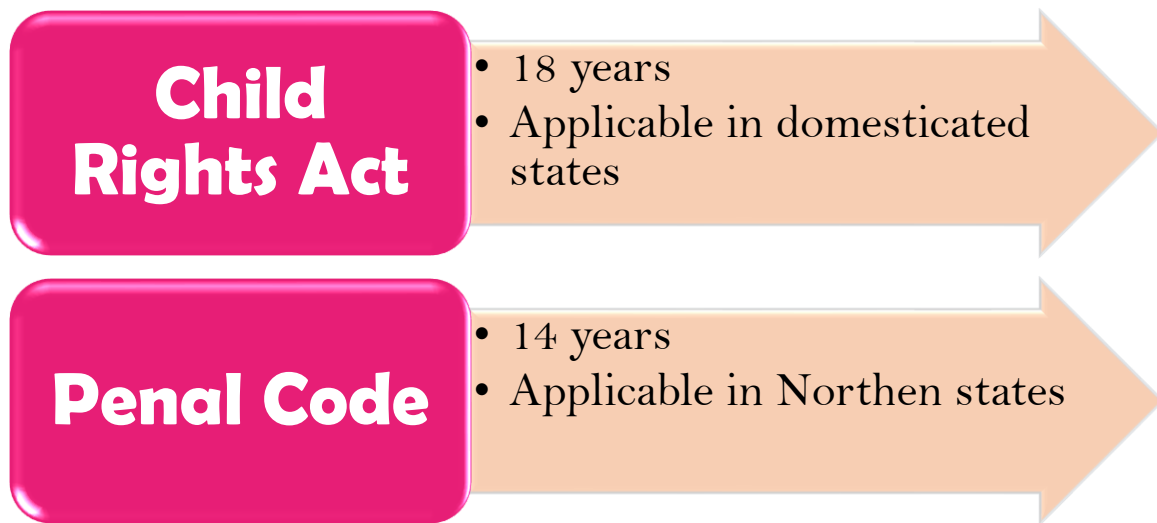 Child
Rights Act
• 18 years
• Applicable in domesticated
states
Penal Code
• 14 years
• Applicable in Northen states